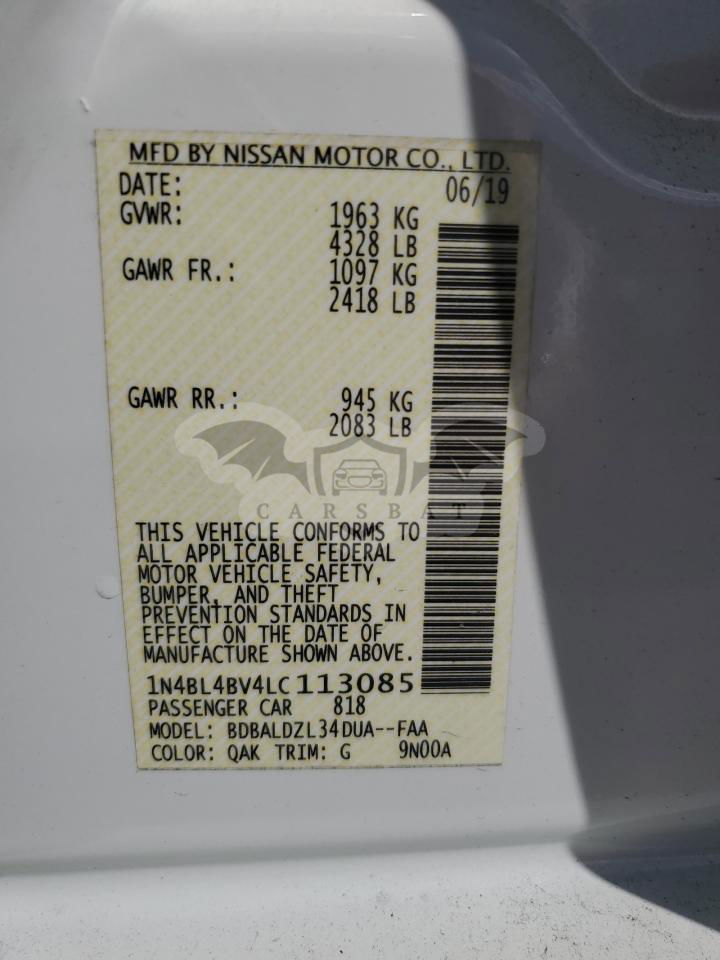 MFD BY NISSAN MOTOR CO., LTD.
DATE: 06/19
GVWR: 1963 KG
4328 LB
GAWR FR.: 1097 KG
2418 LB
GAWR RR.: 945 KG
2083 LB
CARSBAT
THIS VEHICLE CONFORMS TO
ALL APPLICABLE FEDERAL
MOTOR VEHICLE SAFETY,
BUMPER, AND THEFT
PREVENTION STANDARDS IN
EFFECT ON THE DATE OF
MANUFACTURE SHOWN ABOVE.
1N4BL4BV4LC113085
PASSENGER CAR 818
MODEL: BDBALDZL34DUA--FAA
COLOR: QAK TRIM: G 9N00A